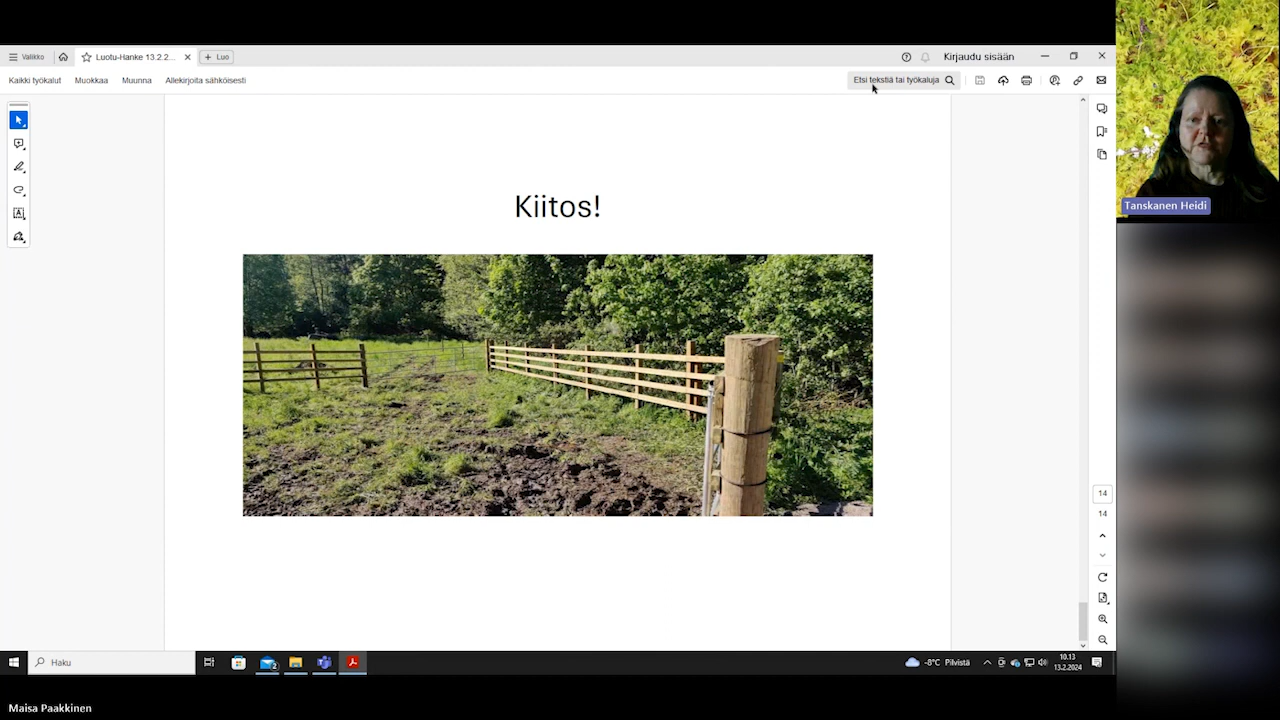 Valikko
Luotu-Hanke 13.2.2...
Luo
Kirjaudu sisään
Kaikki työkalut
Muokkaa
Muunna
Allekirjoita sähköisesti
Etsi tekstiä tai työkaluja
Tanskanen Heidi
Kiitos!
14
14
Haku
2
-8°C Pilvistä
10.13
13.2.2024
Maisa Paakkinen